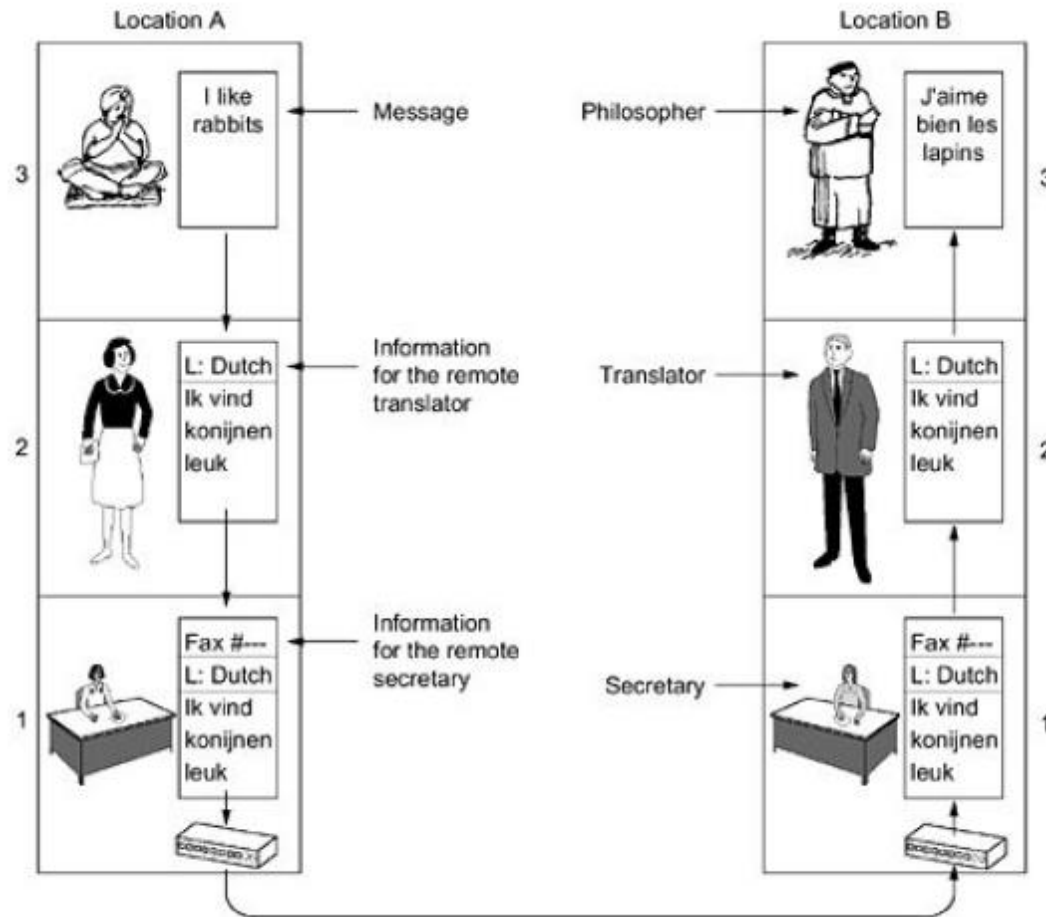 Location A
Location B
I like
rabbits
Message
Philosopher
J'aime
bien les
lapins
3
3
L: Dutch
Ik vind
konijnen
leuk
Information
for the remote
translator
Translator
L: Dutch
Ik vind
konijnen
leuk
2
2
Fax #---
L: Dutch
Ik vind
konijnen
leuk
Information
for the remote
secretary
Secretary
Fax #---
L: Dutch
Ik vind
konijnen
leuk
1
1